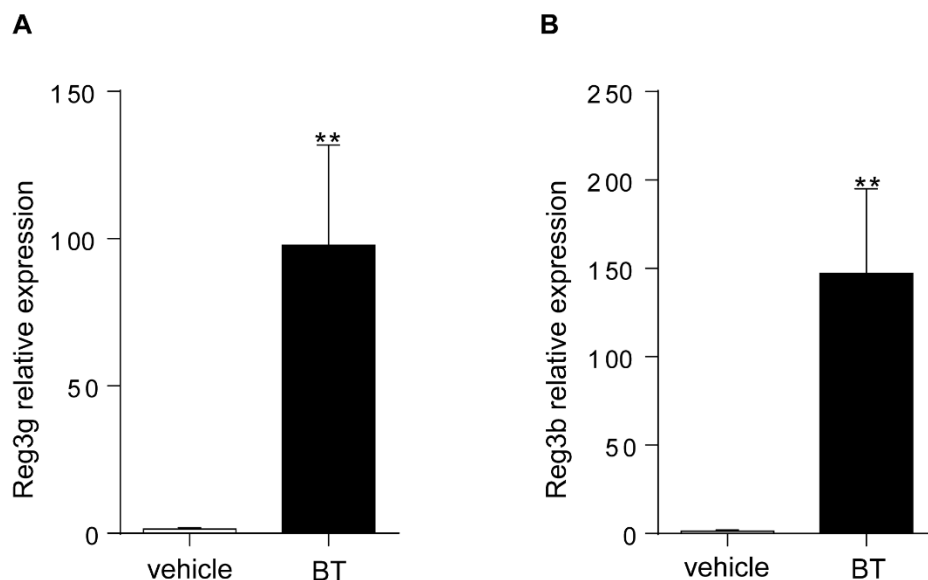 A
Reg3g relative expression
150
100
50
0
**
vehicle
BT
B
Reg3b relative expression
250
200
150
100
50
0
**
vehicle
BT